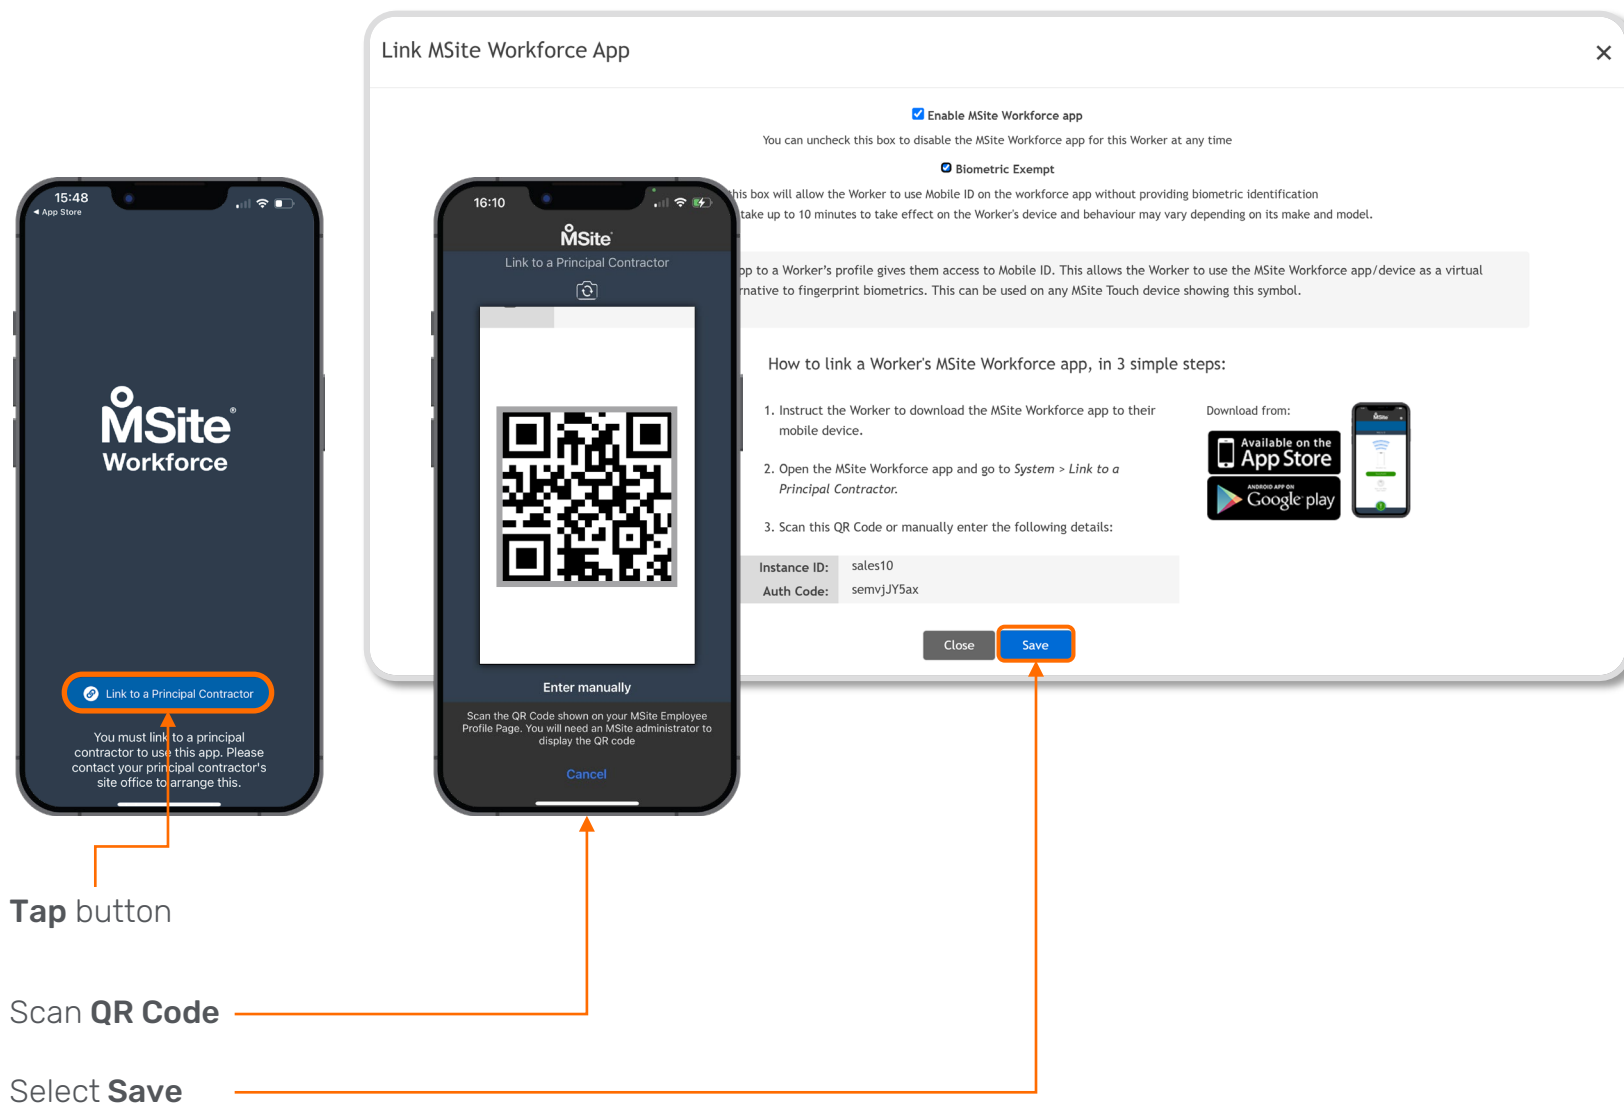 Link MSite Workforce App
Enable MSite Workforce app
You can uncheck this box to disable the MSite Workforce app for this Worker at any time
Biometric Exempt
this box will allow the Worker to use Mobile ID on the workforce app without providing biometric identification
take up to 10 minutes to take effect on the Worker's device and behaviour may vary depending on its make and model.
pp to a Worker's profile gives them access to Mobile ID. This allows the Worker to use the MSite Workforce app/device as a virtual
rnative to fingerprint biometrics. This can be used on any MSite Touch device showing this symbol.
How to link a Worker's MSite Workforce app, in 3 simple steps:
1. Instruct the Worker to download the MSite Workforce app to their
mobile device.
2. Open the MSite Workforce app and go to System > Link to a
Principal Contractor.
3. Scan this QR Code or manually enter the following details:
Instance ID: sales10
Auth Code: semvjJY5ax
Download from:
Available on the
App Store
ANDROID APP ON
Google play
Close
Save
15:48
App Store
MSite
Workforce
Link to a Principal Contractor
You must link to a principal
contractor to use this app. Please
contact your principal contractor's
site office to arrange this.
16:10
MSite
Link to a Principal Contractor
Enter manually
Scan the QR Code shown on your MSite Employee
Profile Page. You will need an MSite administrator to
display the QR code
Cancel
Tap button
Scan QR Code
Select Save